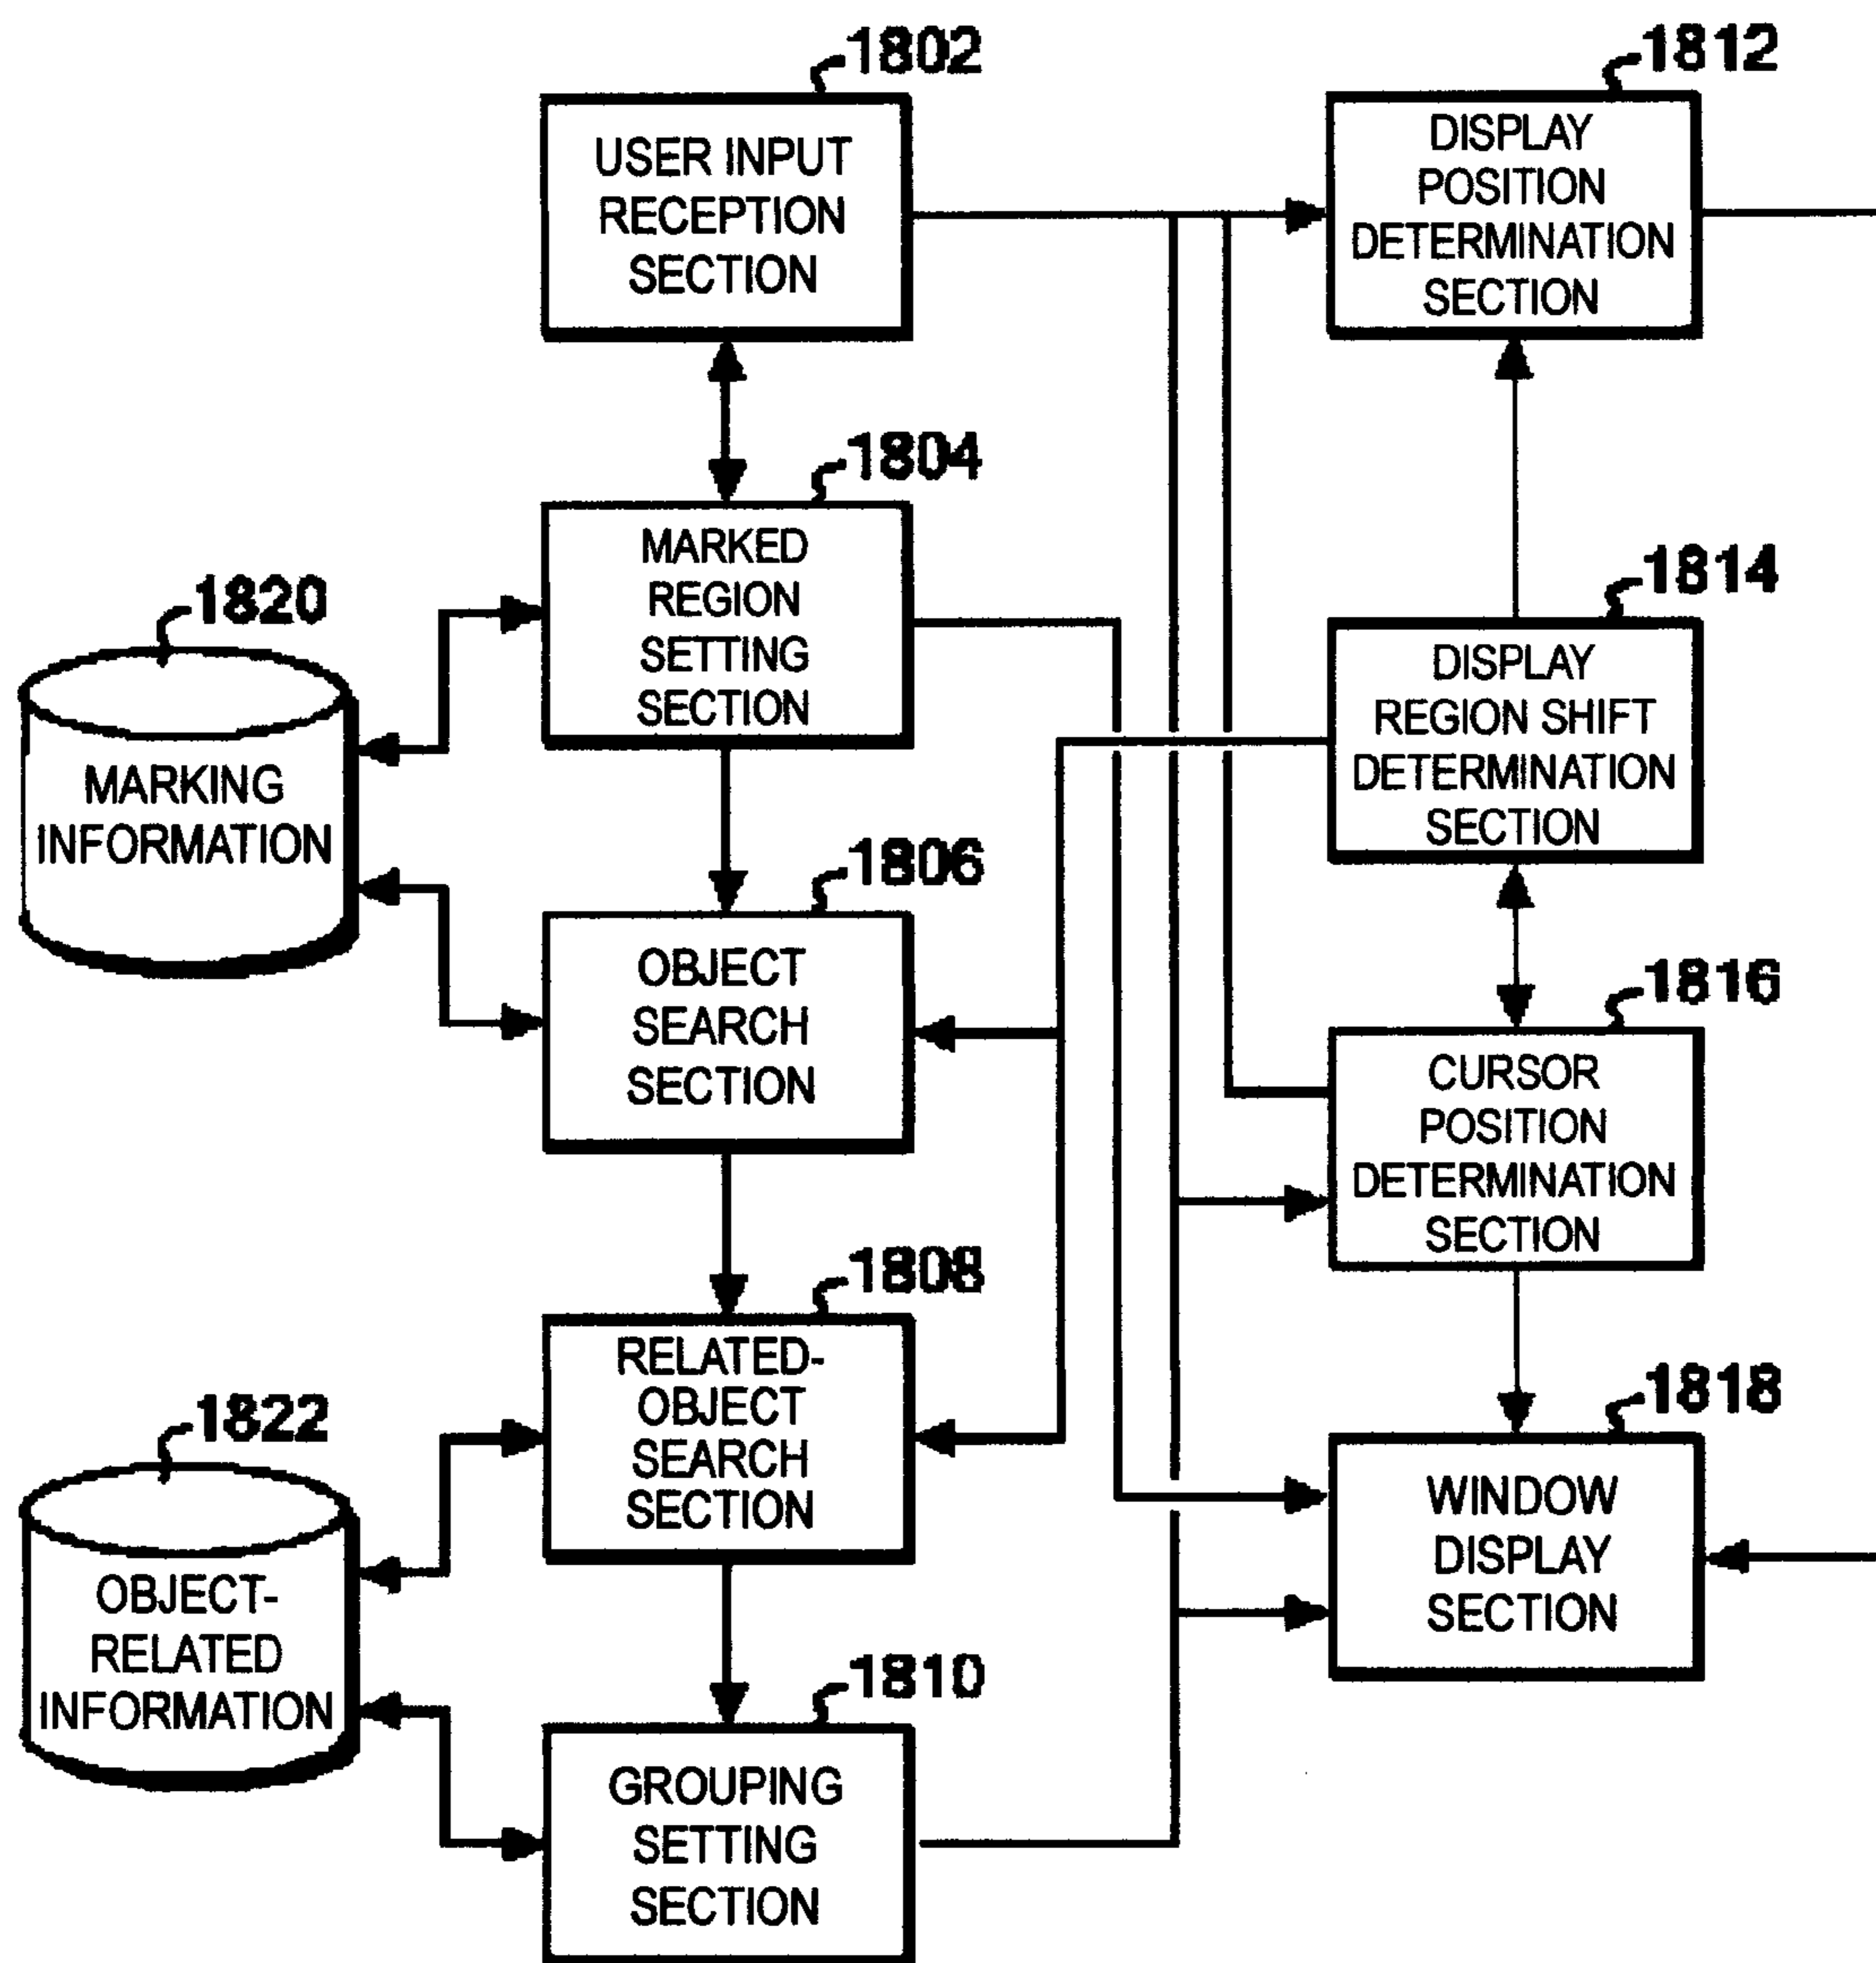 1802
USER INPUT
RECEPTION
SECTION
1812
DISPLAY
POSITION
DETERMINATION
SECTION
1804
MARKED
REGION
SETTING
SECTION
1814
DISPLAY
REGION SHIFT
DETERMINATION
SECTION
1820
MARKING
INFORMATION
1806
OBJECT
SEARCH
SECTION
1816
CURSOR
POSITION
DETERMINATION
SECTION
1808
RELATED-
OBJECT
SEARCH
SECTION
1818
WINDOW
DISPLAY
SECTION
1822
OBJECT-
RELATED
INFORMATION
1810
GROUPING
SETTING
SECTION